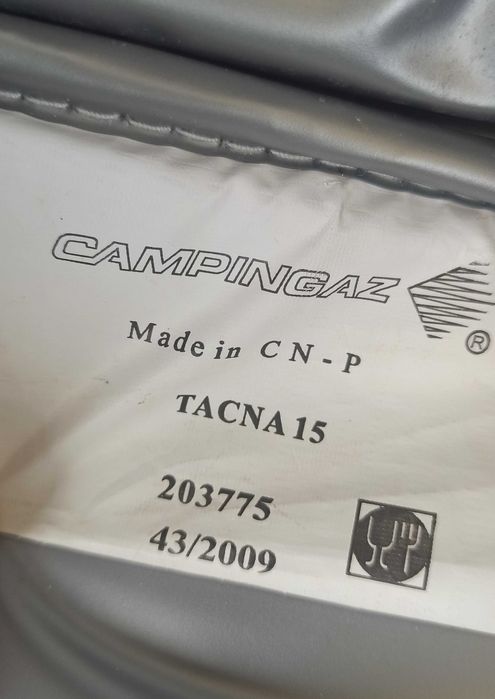 CAMPINGAZ ®
Made in CN-P
TACNA 15
203775
43/2009